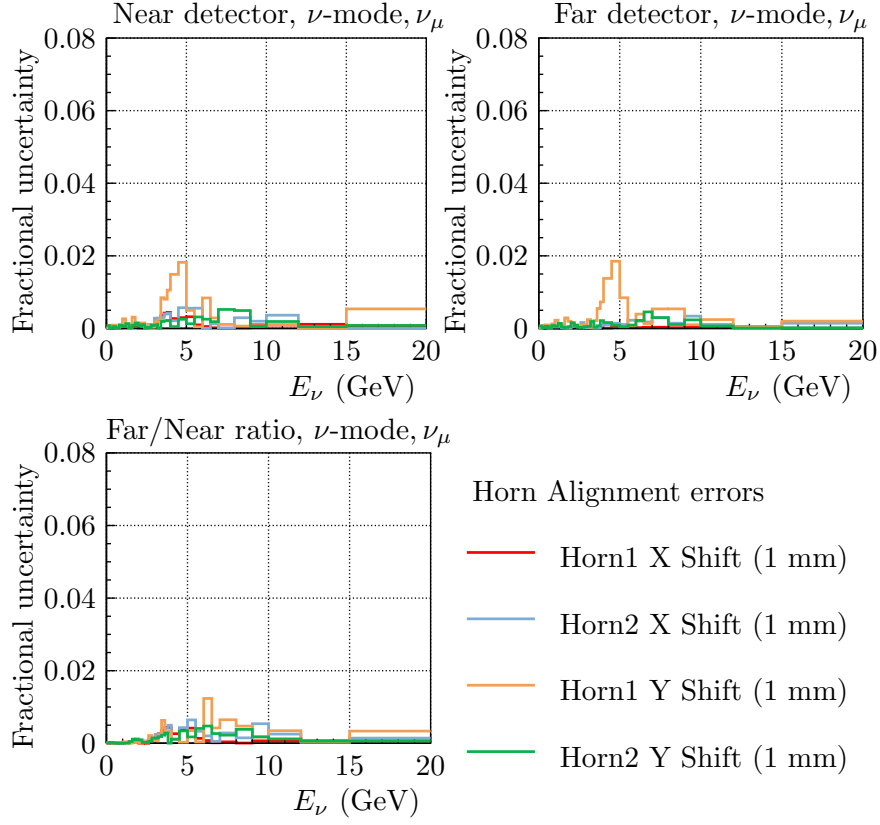 Near detector, ν-mode, ν_μ
Fractional uncertainty
0.08
0.06
0.04
0.02
0
0 5 10 15 20
E_ν (GeV)
Far detector, ν-mode, ν_μ
Fractional uncertainty
0.08
0.06
0.04
0.02
0
0 5 10 15 20
E_ν (GeV)
Far/Near ratio, ν-mode, ν_μ
Fractional uncertainty
0.08
0.06
0.04
0.02
0
0 5 10 15 20
E_ν (GeV)
Horn Alignment errors
Horn1 X Shift (1 mm)
Horn2 X Shift (1 mm)
Horn1 Y Shift (1 mm)
Horn2 Y Shift (1 mm)